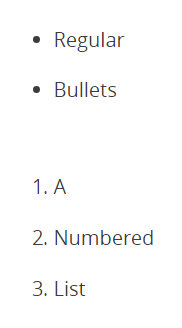 • Regular
• Bullets
1. A
2. Numbered
3. List